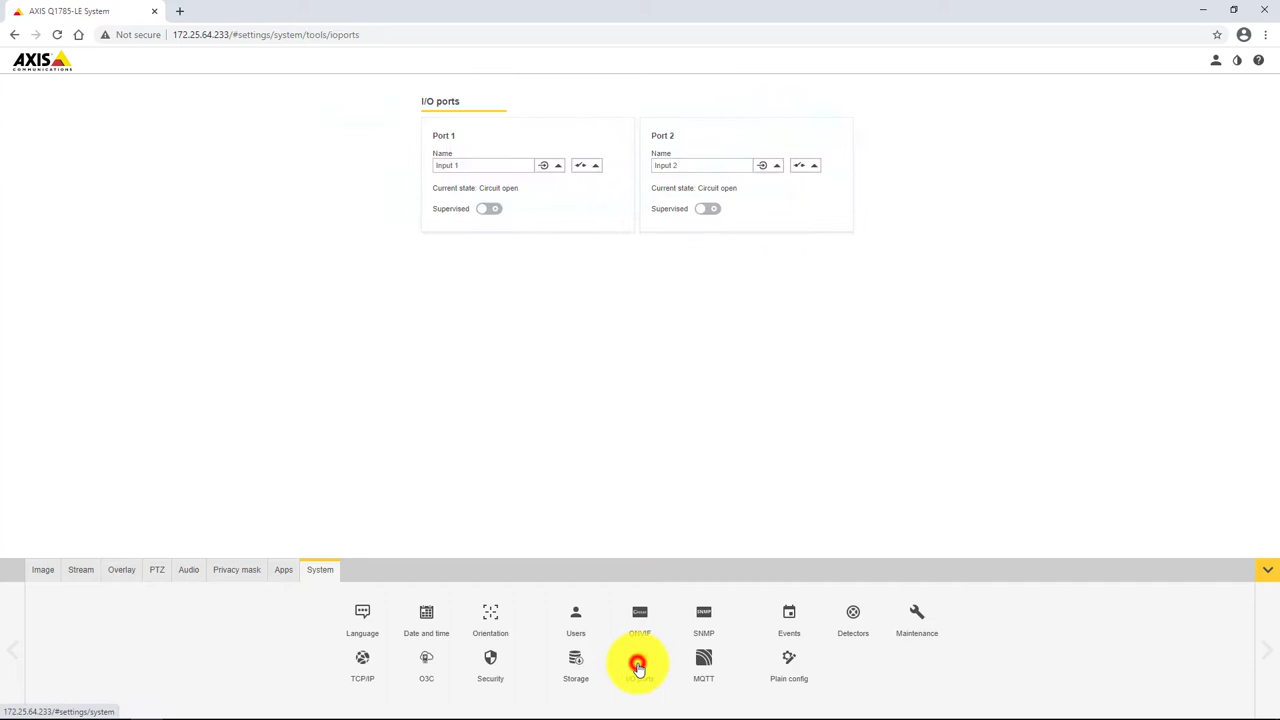 AXIS Q1785-LE System
Not secure 172.25.64.233/#settings/system/tools/ioports
AXIS
COMMUNICATIONS
I/O ports
Port 1
Name
Input 1
Current state: Circuit open
Supervised
Port 2
Name
Input 2
Current state: Circuit open
Supervised
Image Stream Overlay PTZ Audio Privacy mask Apps System
Language Date and time Orientation Users ONVIF SNMP Events Detectors Maintenance
TCP/IP O3C Security Storage I/O ports MQTT Plain config
172.25.64.233/#settings/system